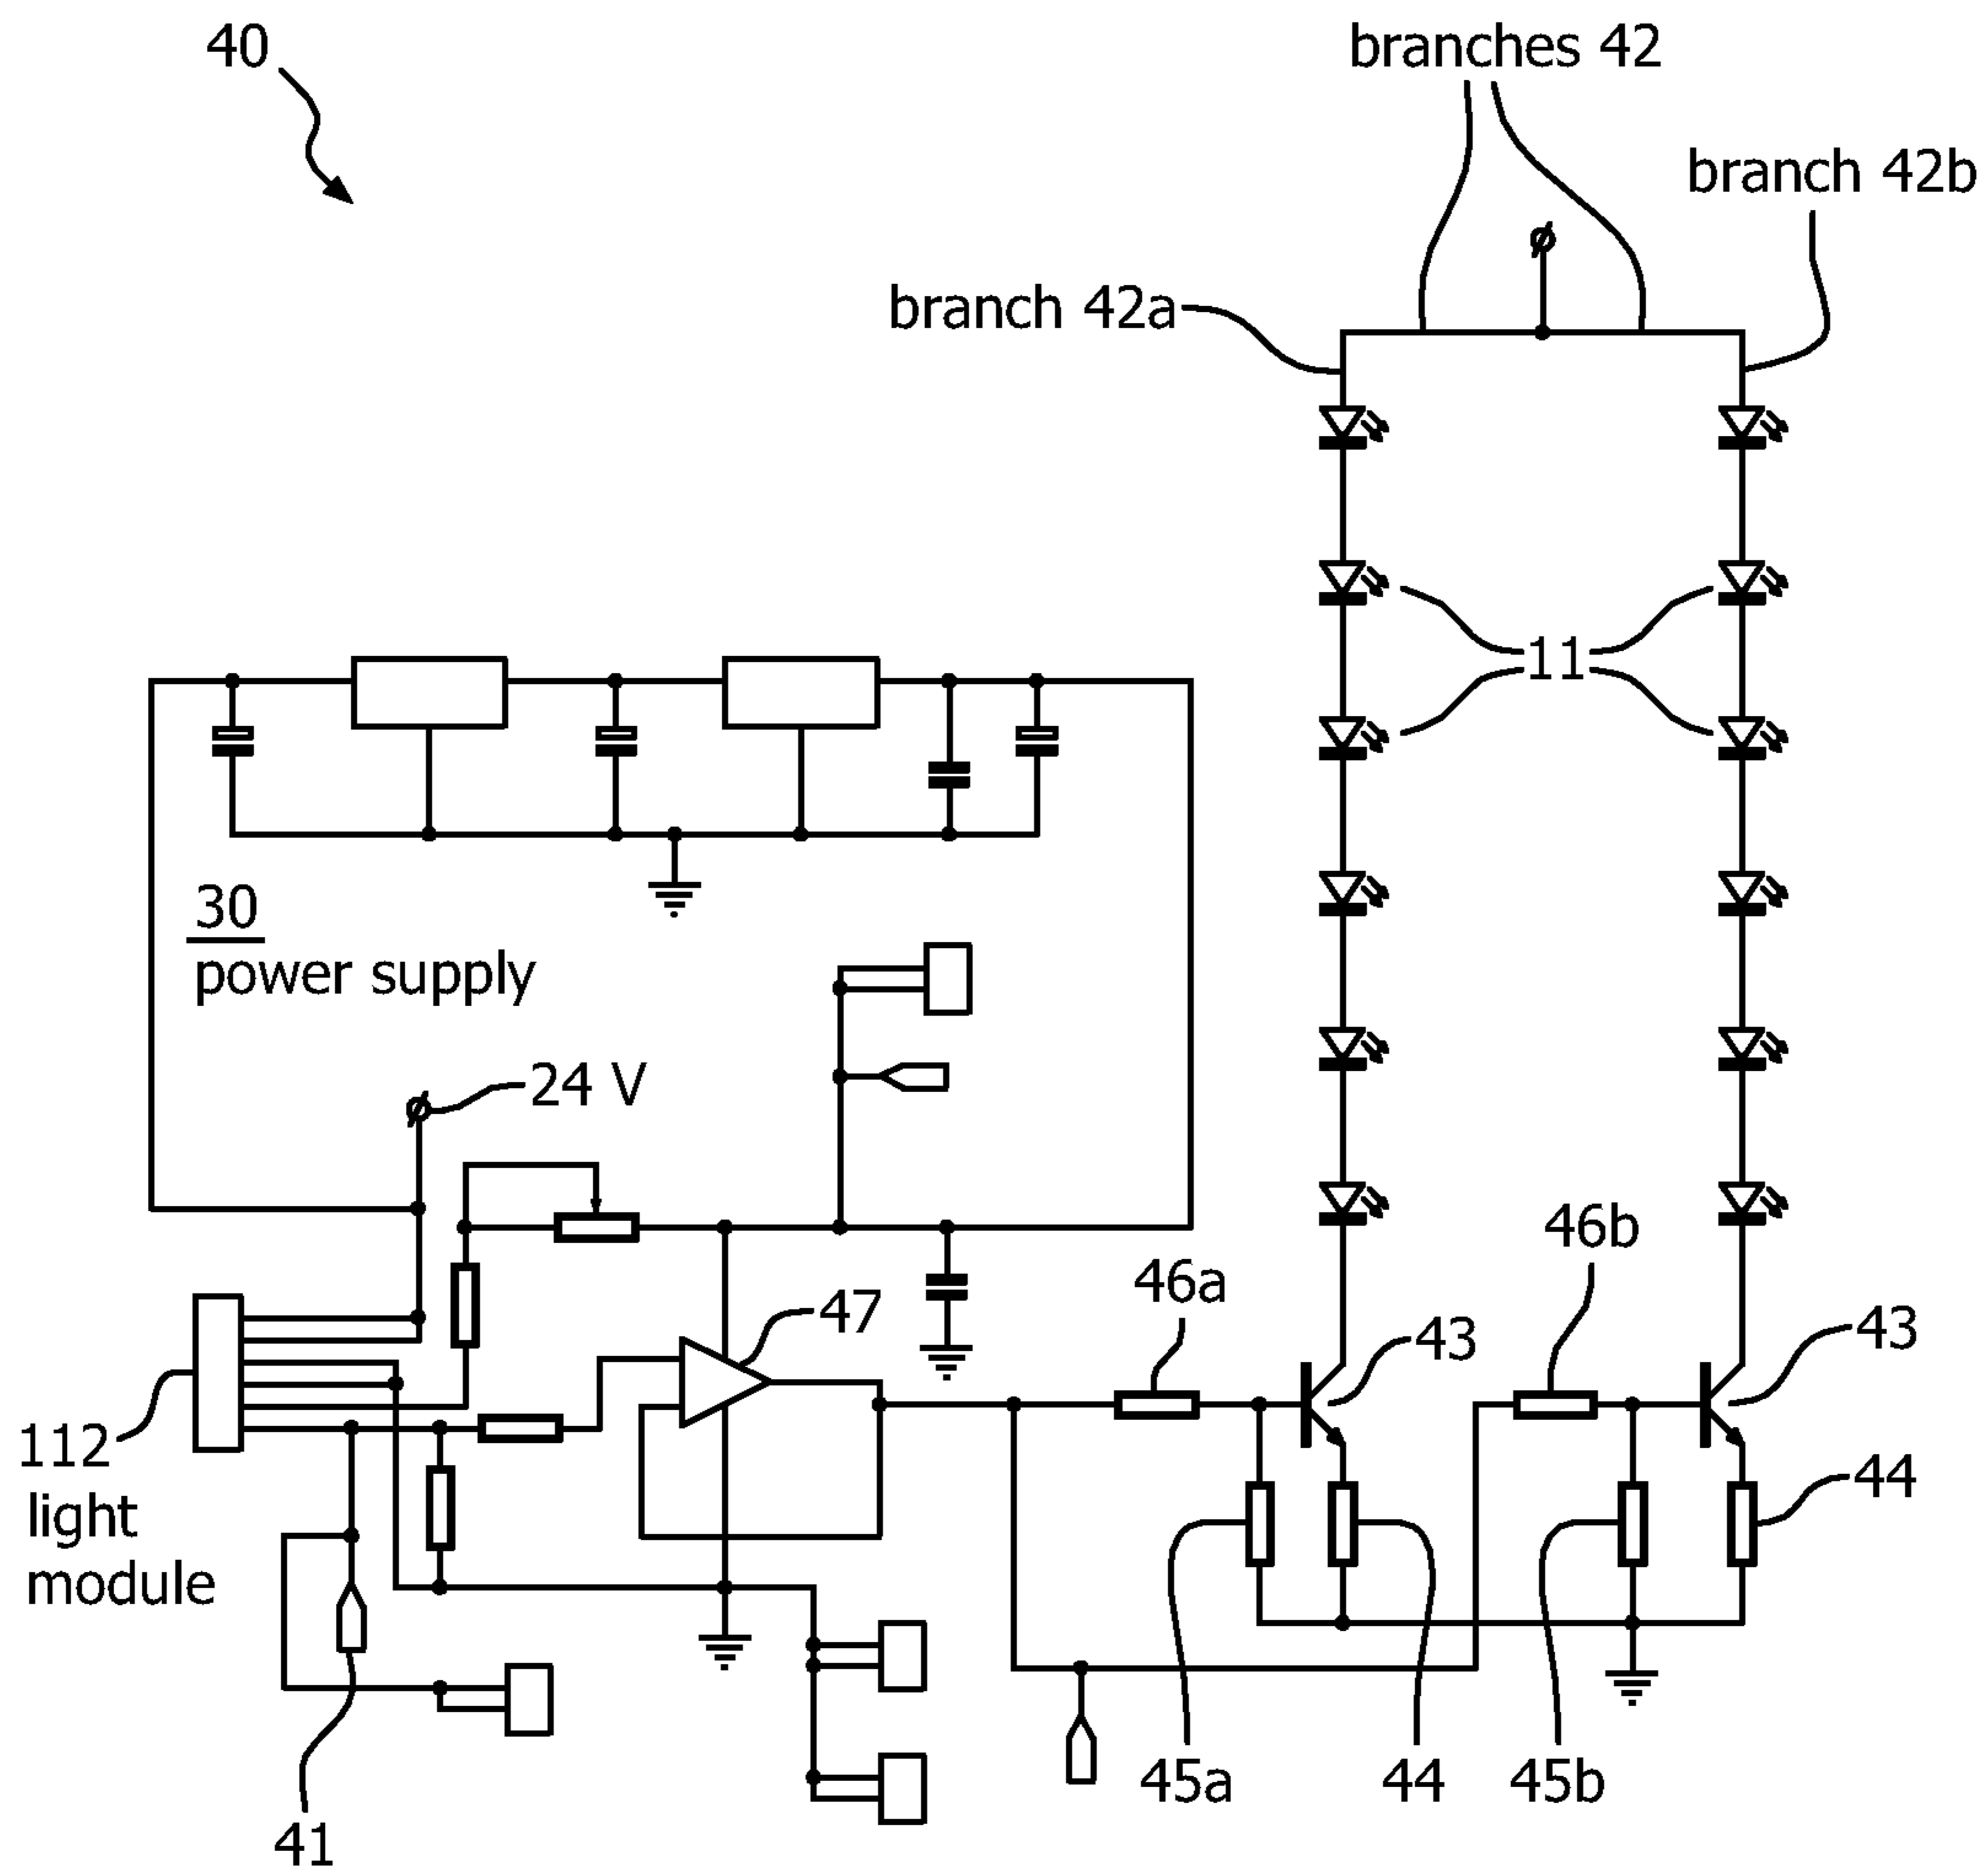 40
branches 42
branch 42b
branch 42a
11
30
power supply
24 V
46b
46a
47
43
43
112
light
module
44
45a
44
45b
41